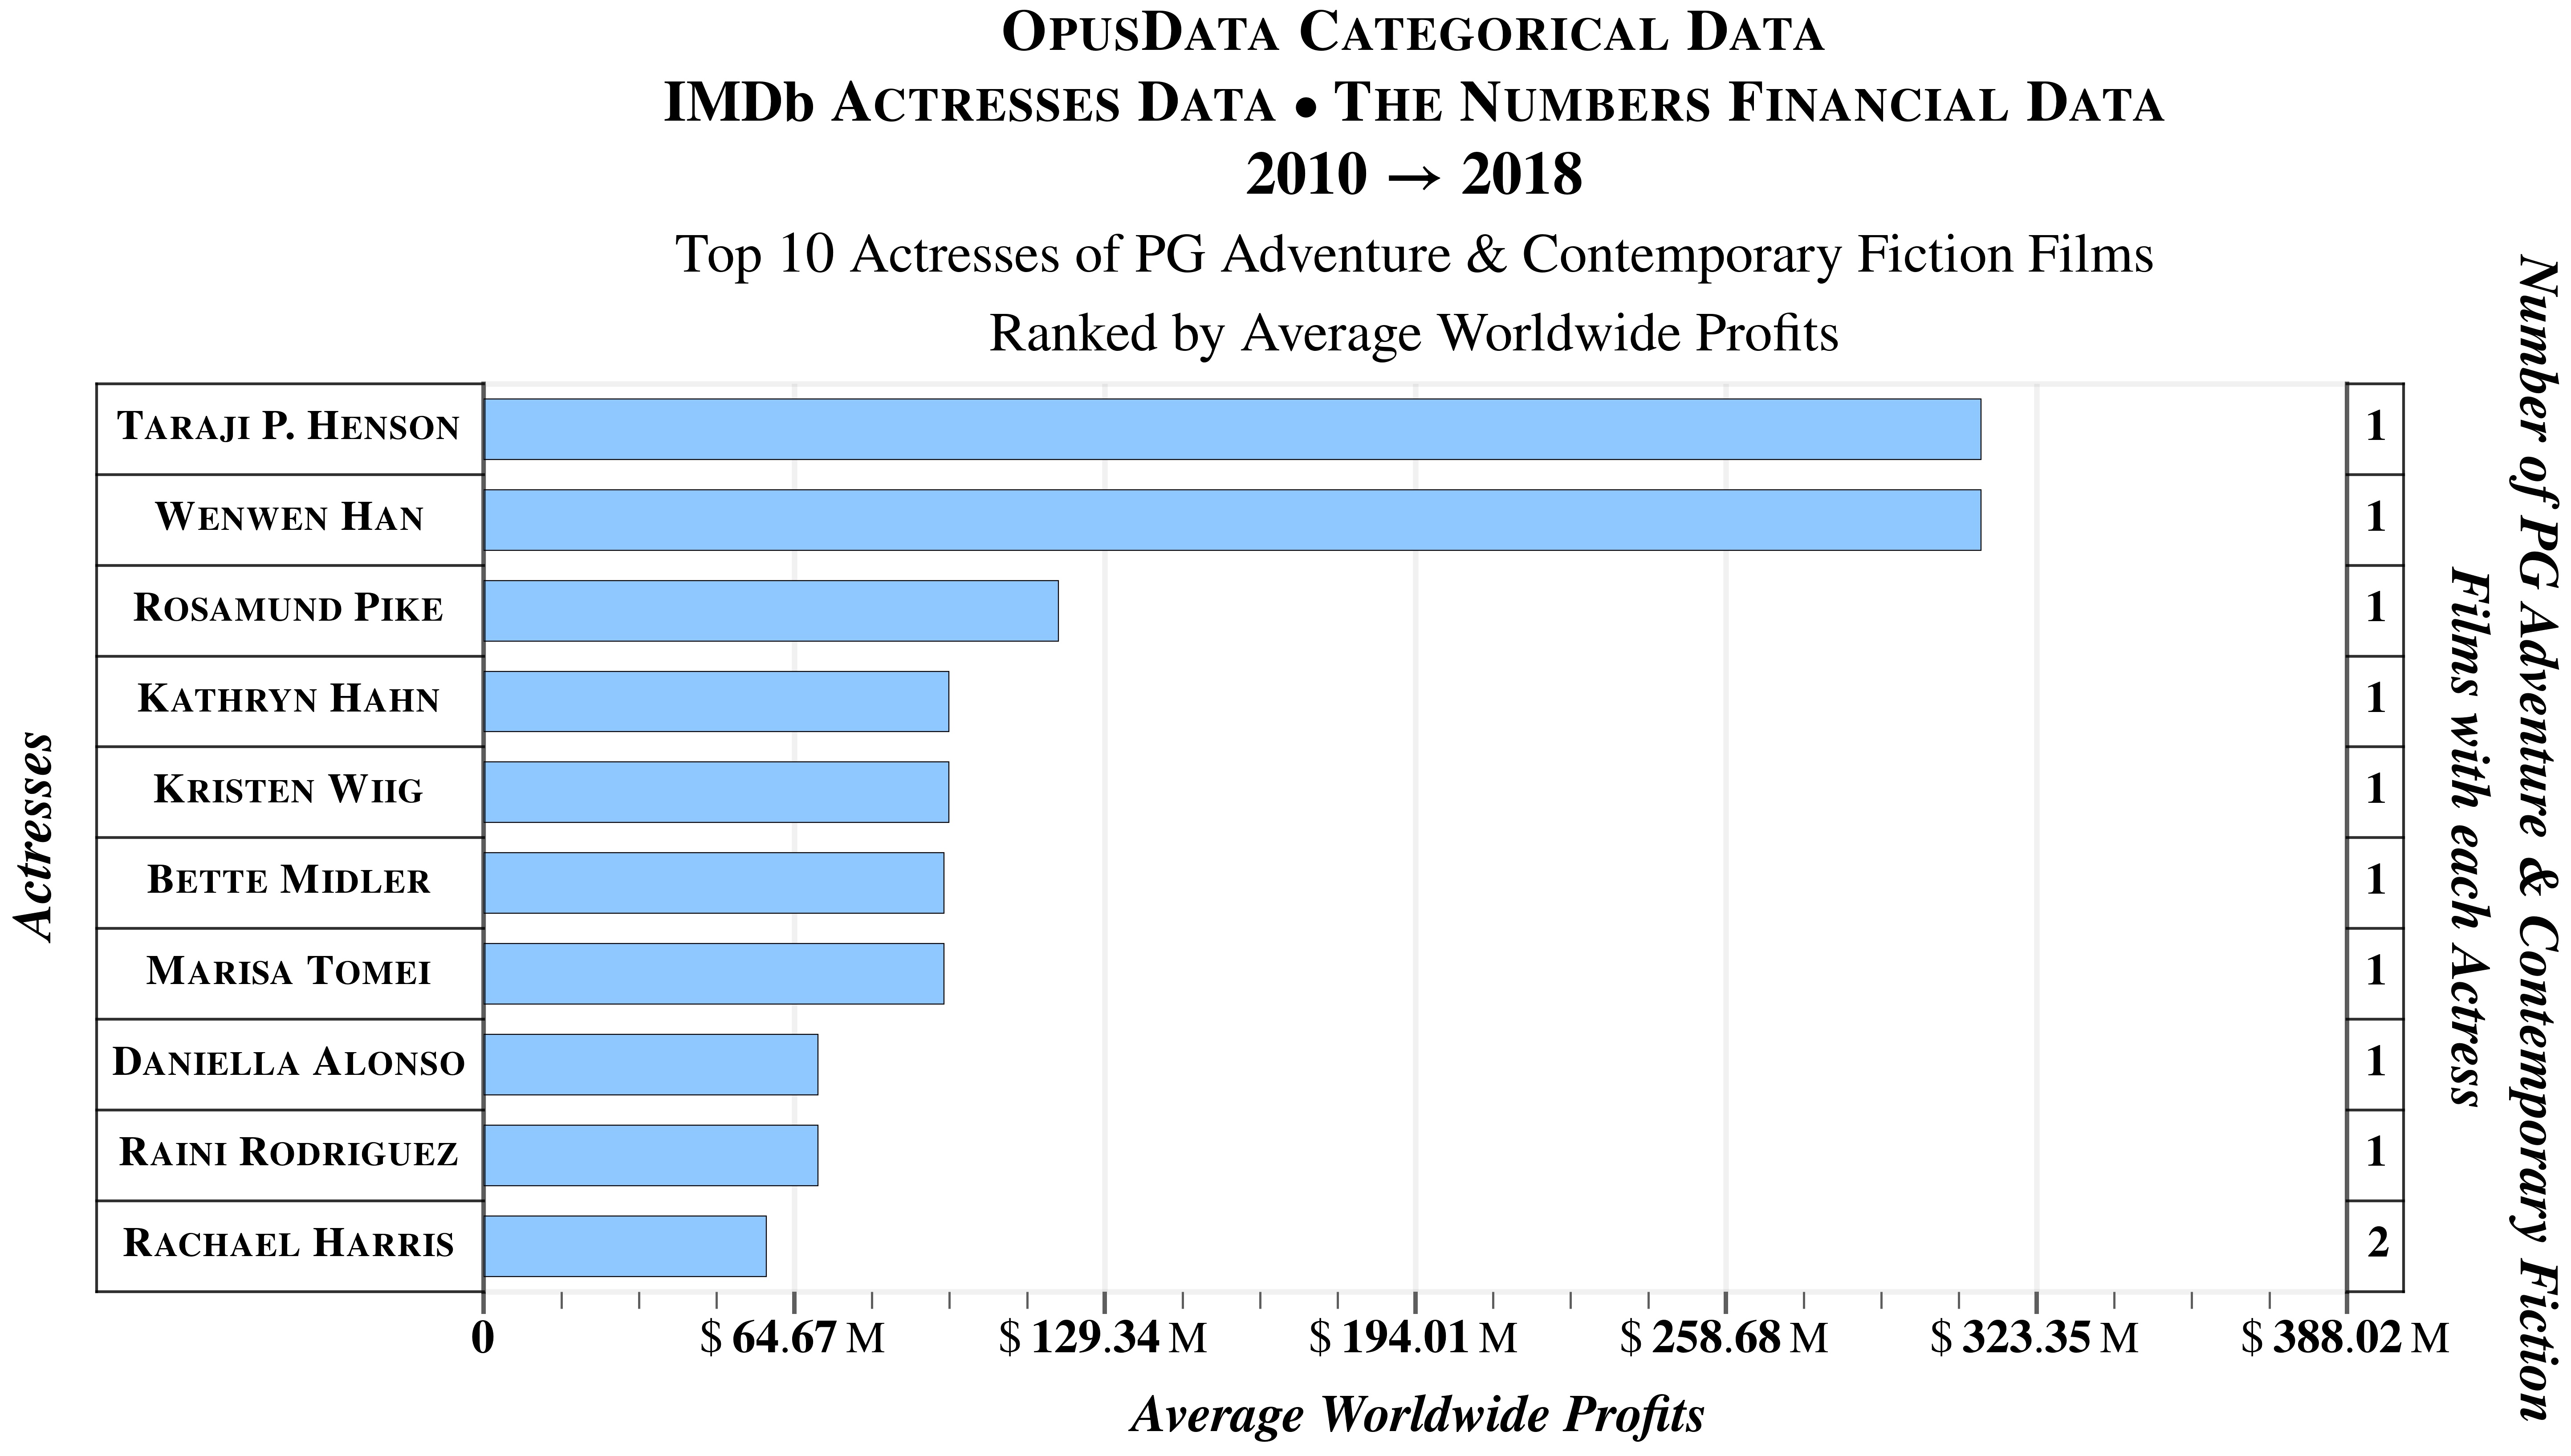 OPUSDATA CATEGORICAL DATA
IMDb ACTRESSES DATA • THE NUMBERS FINANCIAL DATA
2010 → 2018
Top 10 Actresses of PG Adventure & Contemporary Fiction Films
Ranked by Average Worldwide Profits
Actresses
TARAJI P. HENSON 1
WENWEN HAN 1
ROSAMUND PIKE 1
KATHRYN HAHN 1
KRISTEN WIIG 1
BETTE MIDLER 1
MARISA TOMEI 1
DANIELLA ALONSO 1
RAINI RODRIGUEZ 1
RACHAEL HARRIS 2
0 $ 64.67 M $ 129.34 M $ 194.01 M $ 258.68 M $ 323.35 M $ 388.02 M
Average Worldwide Profits
Number of PG Adventure & Contemporary Fiction
Films with each Actress